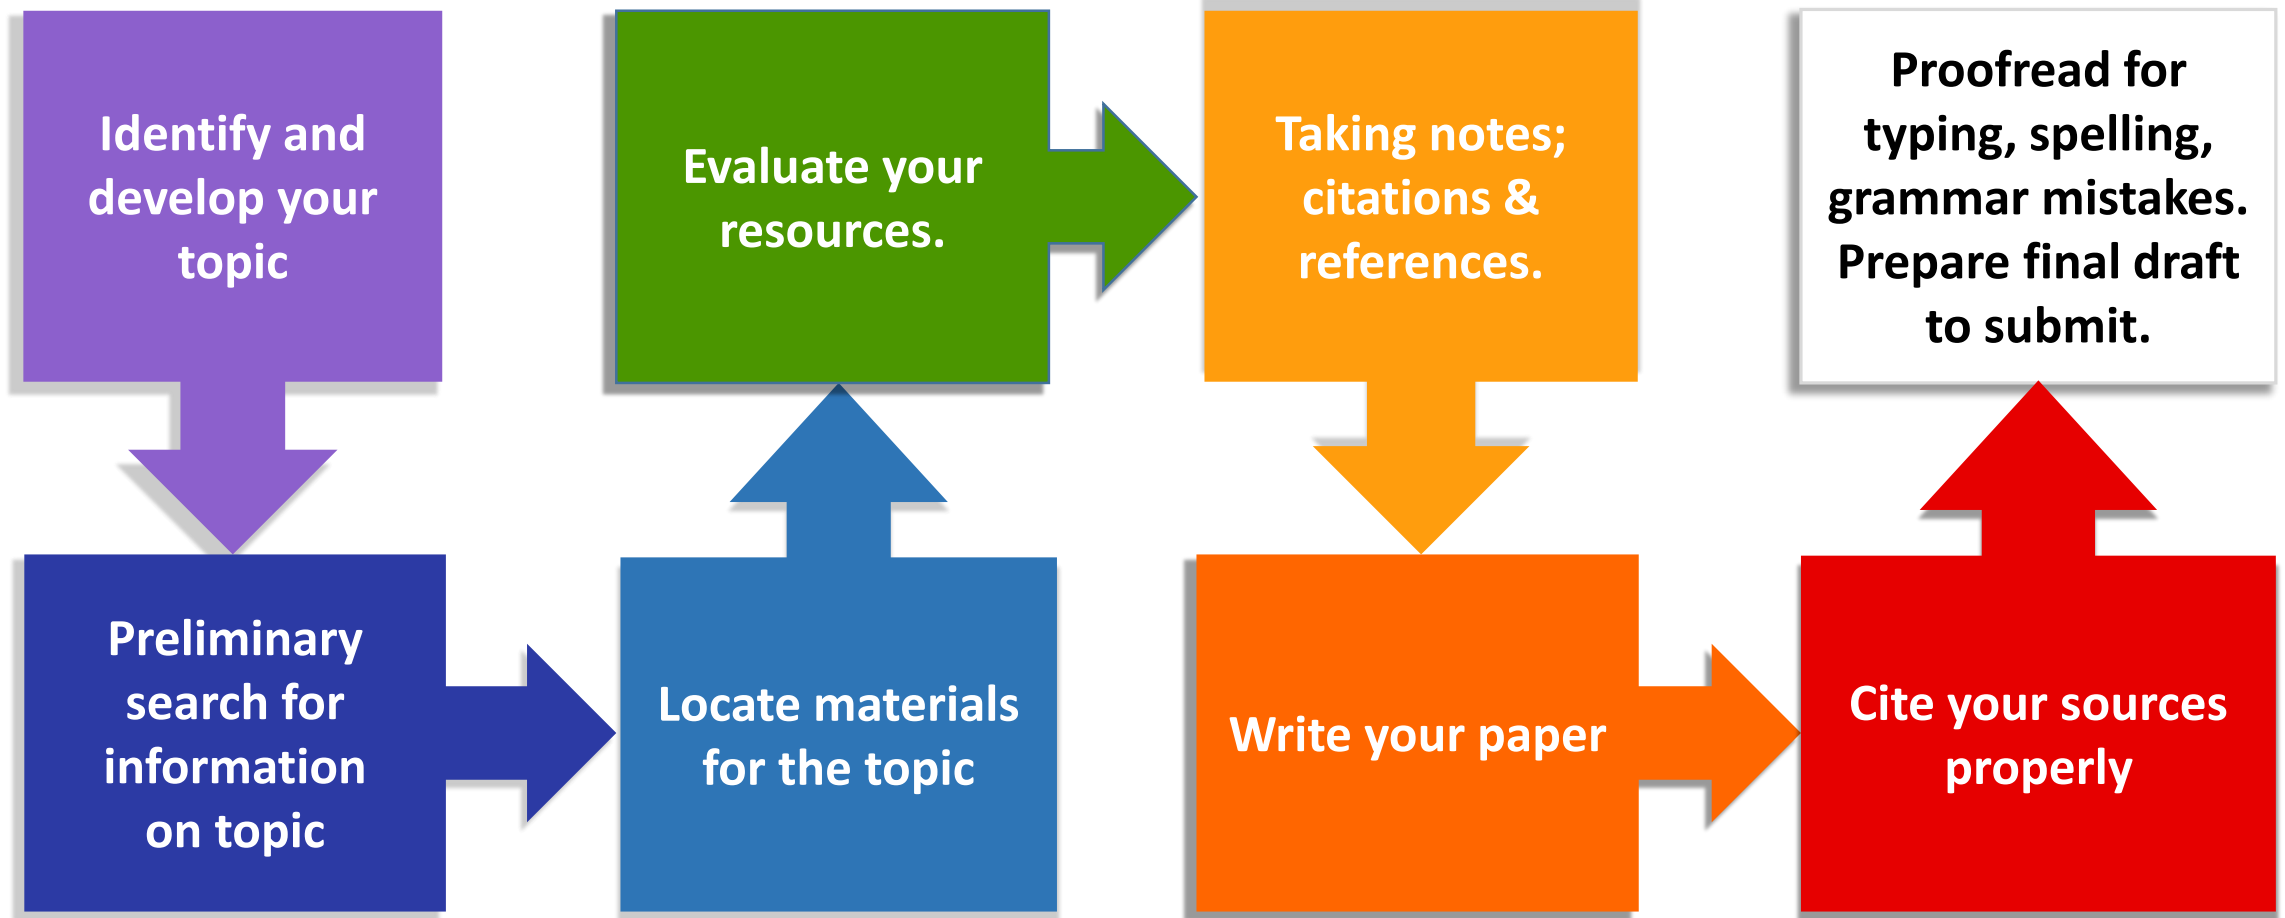 Identify and
develop your
topic
Preliminary
search for
information
on topic
Locate materials
for the topic
Evaluate your
resources.
Taking notes;
citations &
references.
Write your paper
Cite your sources
properly
Proofread for
typing, spelling,
grammar mistakes.
Prepare final draft
to submit.